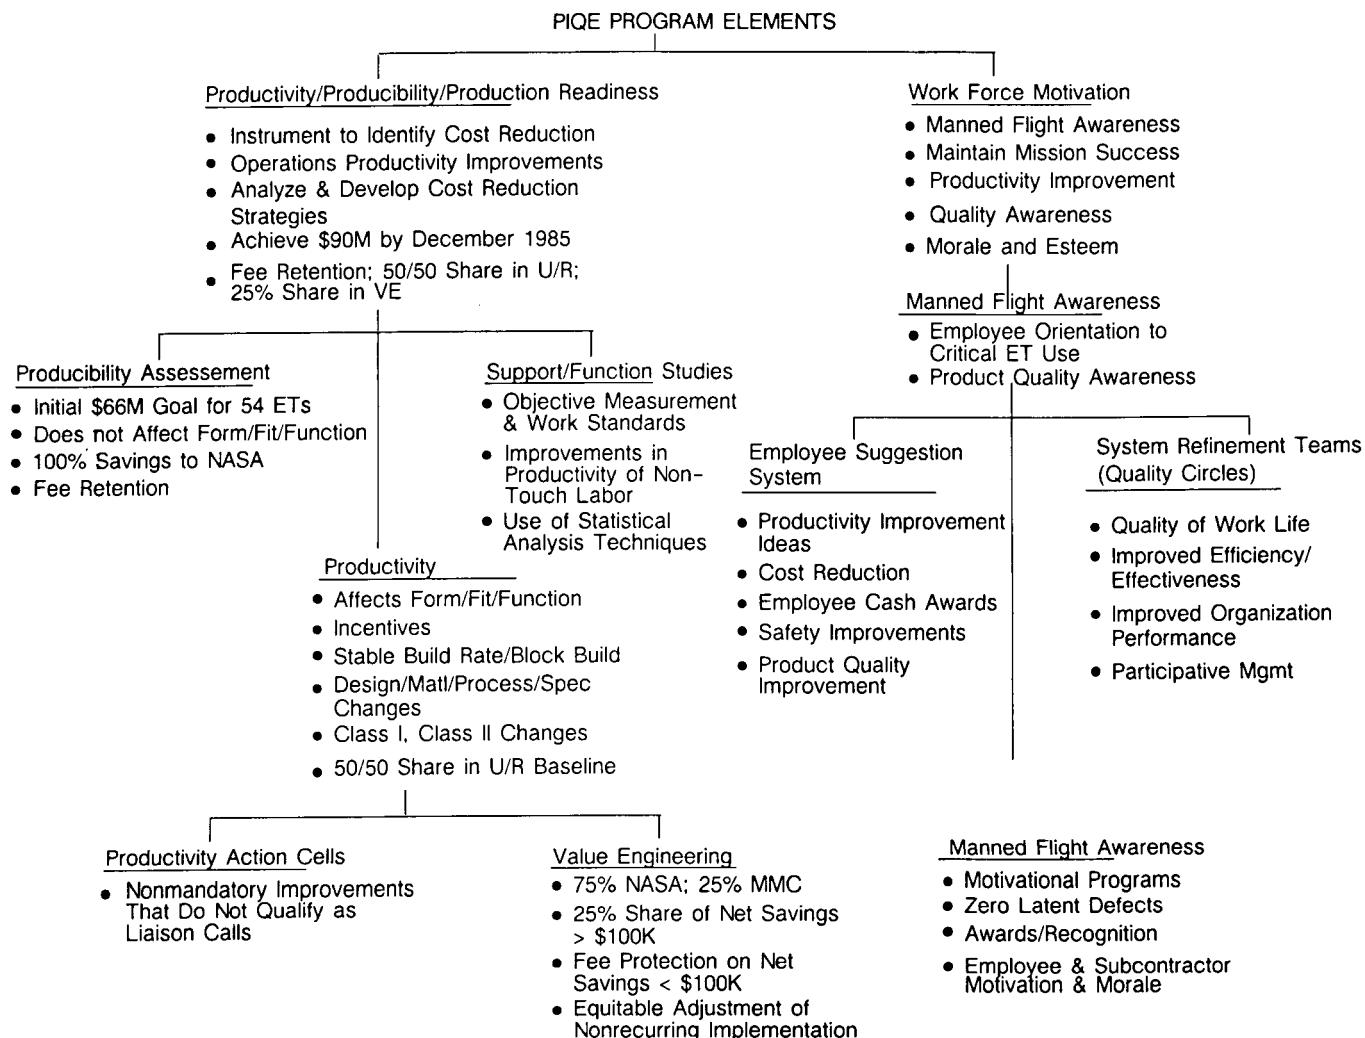 PIQE PROGRAM ELEMENTS
Productivity/Producibility/Production Readiness
• Instrument to Identify Cost Reduction
• Operations Productivity Improvements
• Analyze & Develop Cost Reduction
Strategies
• Achieve $90M by December 1985
• Fee Retention; 50/50 Share in U/R;
25% Share in VE
Work Force Motivation
• Manned Flight Awareness
• Maintain Mission Success
• Productivity Improvement
• Quality Awareness
• Morale and Esteem
Manned Flight Awareness
• Employee Orientation to
Critical ET Use
• Product Quality Awareness
Producibility Assessement
• Initial $66M Goal for 54 ETs
• Does not Affect Form/Fit/Function
• 100% Savings to NASA
• Fee Retention
Support/Function Studies
• Objective Measurement
& Work Standards
• Improvements in
Productivity of Non-
Touch Labor
• Use of Statistical
Analysis Techniques
Employee Suggestion
System
• Productivity Improvement
Ideas
• Cost Reduction
• Employee Cash Awards
• Safety Improvements
• Product Quality
Improvement
System Refinement Teams
(Quality Circles)
• Quality of Work Life
• Improved Efficiency/
Effectiveness
• Improved Organization
Performance
• Participative Mgmt
Productivity
• Affects Form/Fit/Function
• Incentives
• Stable Build Rate/Block Build
• Design/Matl/Process/Spec
Changes
• Class I, Class II Changes
• 50/50 Share in U/R Baseline
Productivity Action Cells
• Nonmandatory Improvements
That Do Not Qualify as
Liaison Calls
Value Engineering
• 75% NASA; 25% MMC
• 25% Share of Net Savings
> $100K
• Fee Protection on Net
Savings < $100K
• Equitable Adjustment of
Nonrecurring Implementation
Manned Flight Awareness
• Motivational Programs
• Zero Latent Defects
• Awards/Recognition
• Employee & Subcontractor
Motivation & Morale